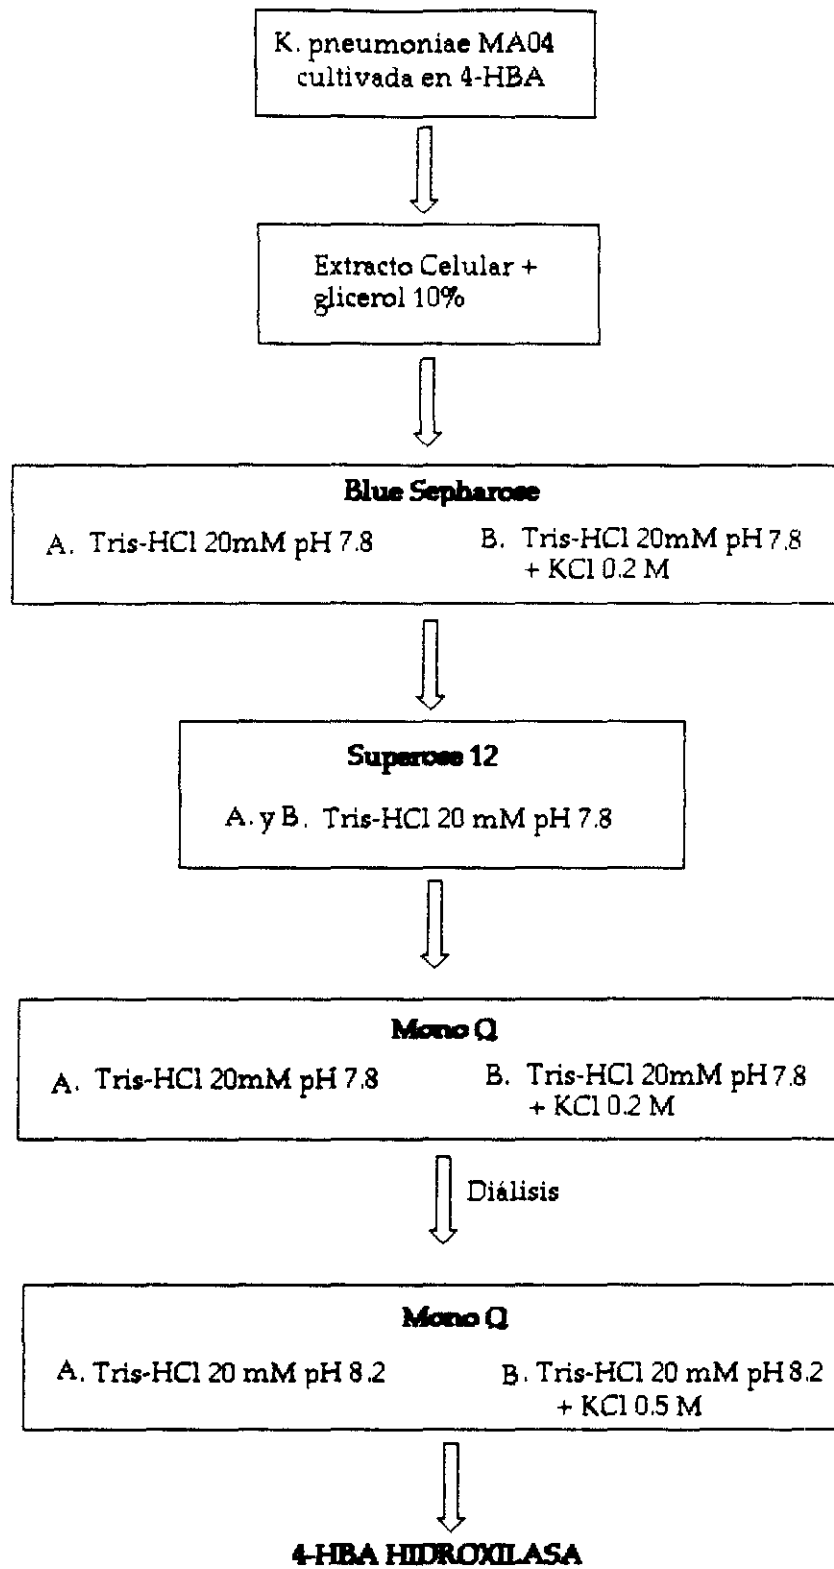 K. pneumoniae MA04
cultivada en 4-HBA
Extracto Celular +
glicerol 10%
Blue Sepharose
A. Tris-HCl 20mM pH 7.8
B. Tris-HCl 20mM pH 7.8
+ KCl 0.2 M
Superose 12
A. y B. Tris-HCl 20 mM pH 7.8
Mono Q
A. Tris-HCl 20mM pH 7.8
B. Tris-HCl 20mM pH 7.8
+ KCl 0.2 M
Diálisis
Mono Q
A. Tris-HCl 20 mM pH 8.2
B. Tris-HCl 20 mM pH 8.2
+ KCl 0.5 M
4-HBA HIDROXILASA